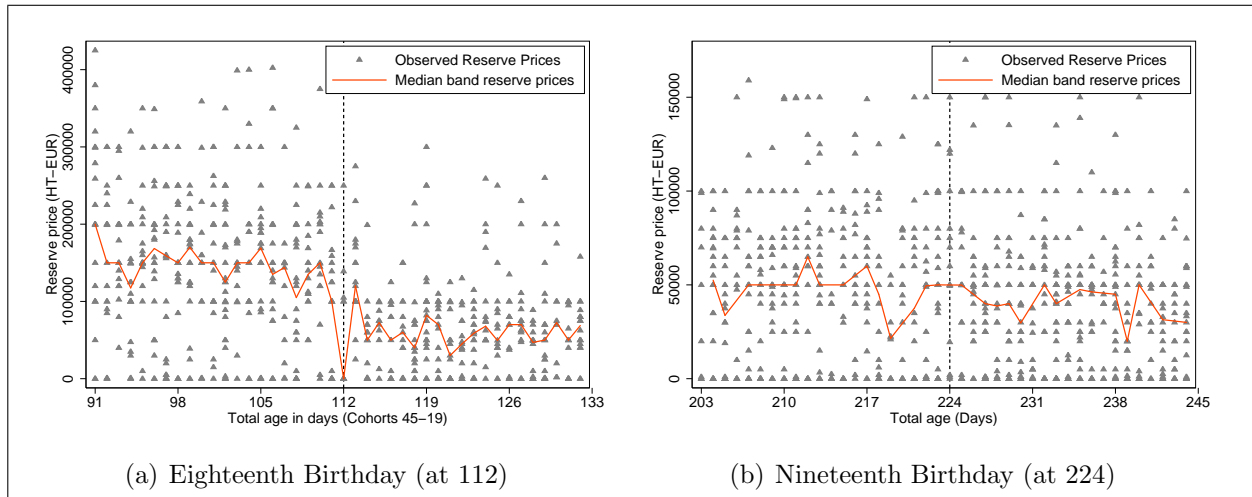 Observed Reserve Prices
Median band reserve prices
Reserve price (HT−EUR)
400000
300000
200000
100000
0
91 98 105 112 119 126 133
Total age in days (Cohorts 45−19)
(a) Eighteenth Birthday (at 112)
Observed Reserve Prices
Median band reserve prices
Reserve price (HT−EUR)
150000
100000
50000
0
203 210 217 224 231 238 245
Total age (Days)
(b) Nineteenth Birthday (at 224)